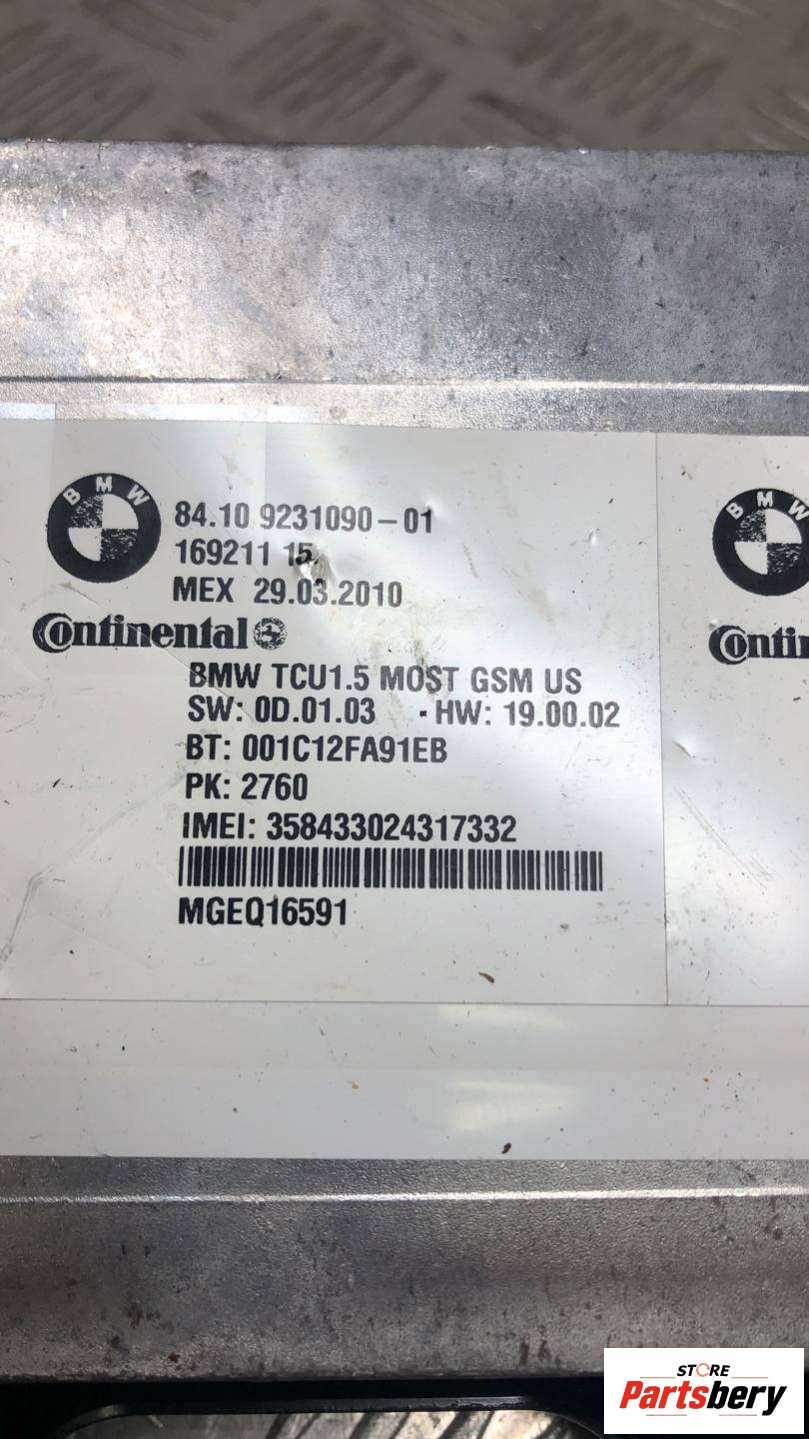 BMW
84.10 9231090-01
169211 15
MEX 29.03.2010
Continental
BMW TCU1.5 MOST GSM US
SW: 0D.01.03 HW: 19.00.02
BT: 001C12FA91EB
PK: 2760
IMEI: 358433024317332
MGEQ16591
BMW
Contin
STORE
Partsbery